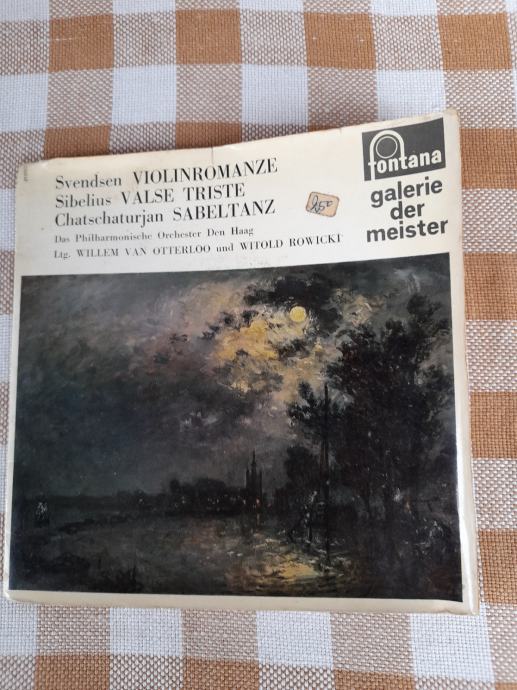 Svendsen VIOLINROMANZE
Sibelius VALSE TRISTE
Chatschaturjan SABELTANZ
Das Philharmonische Orchester Den Haag
Ltg. WILLEM VAN OTTERLOO und WITOLD ROWICKI
fontana
galerie
der
meister